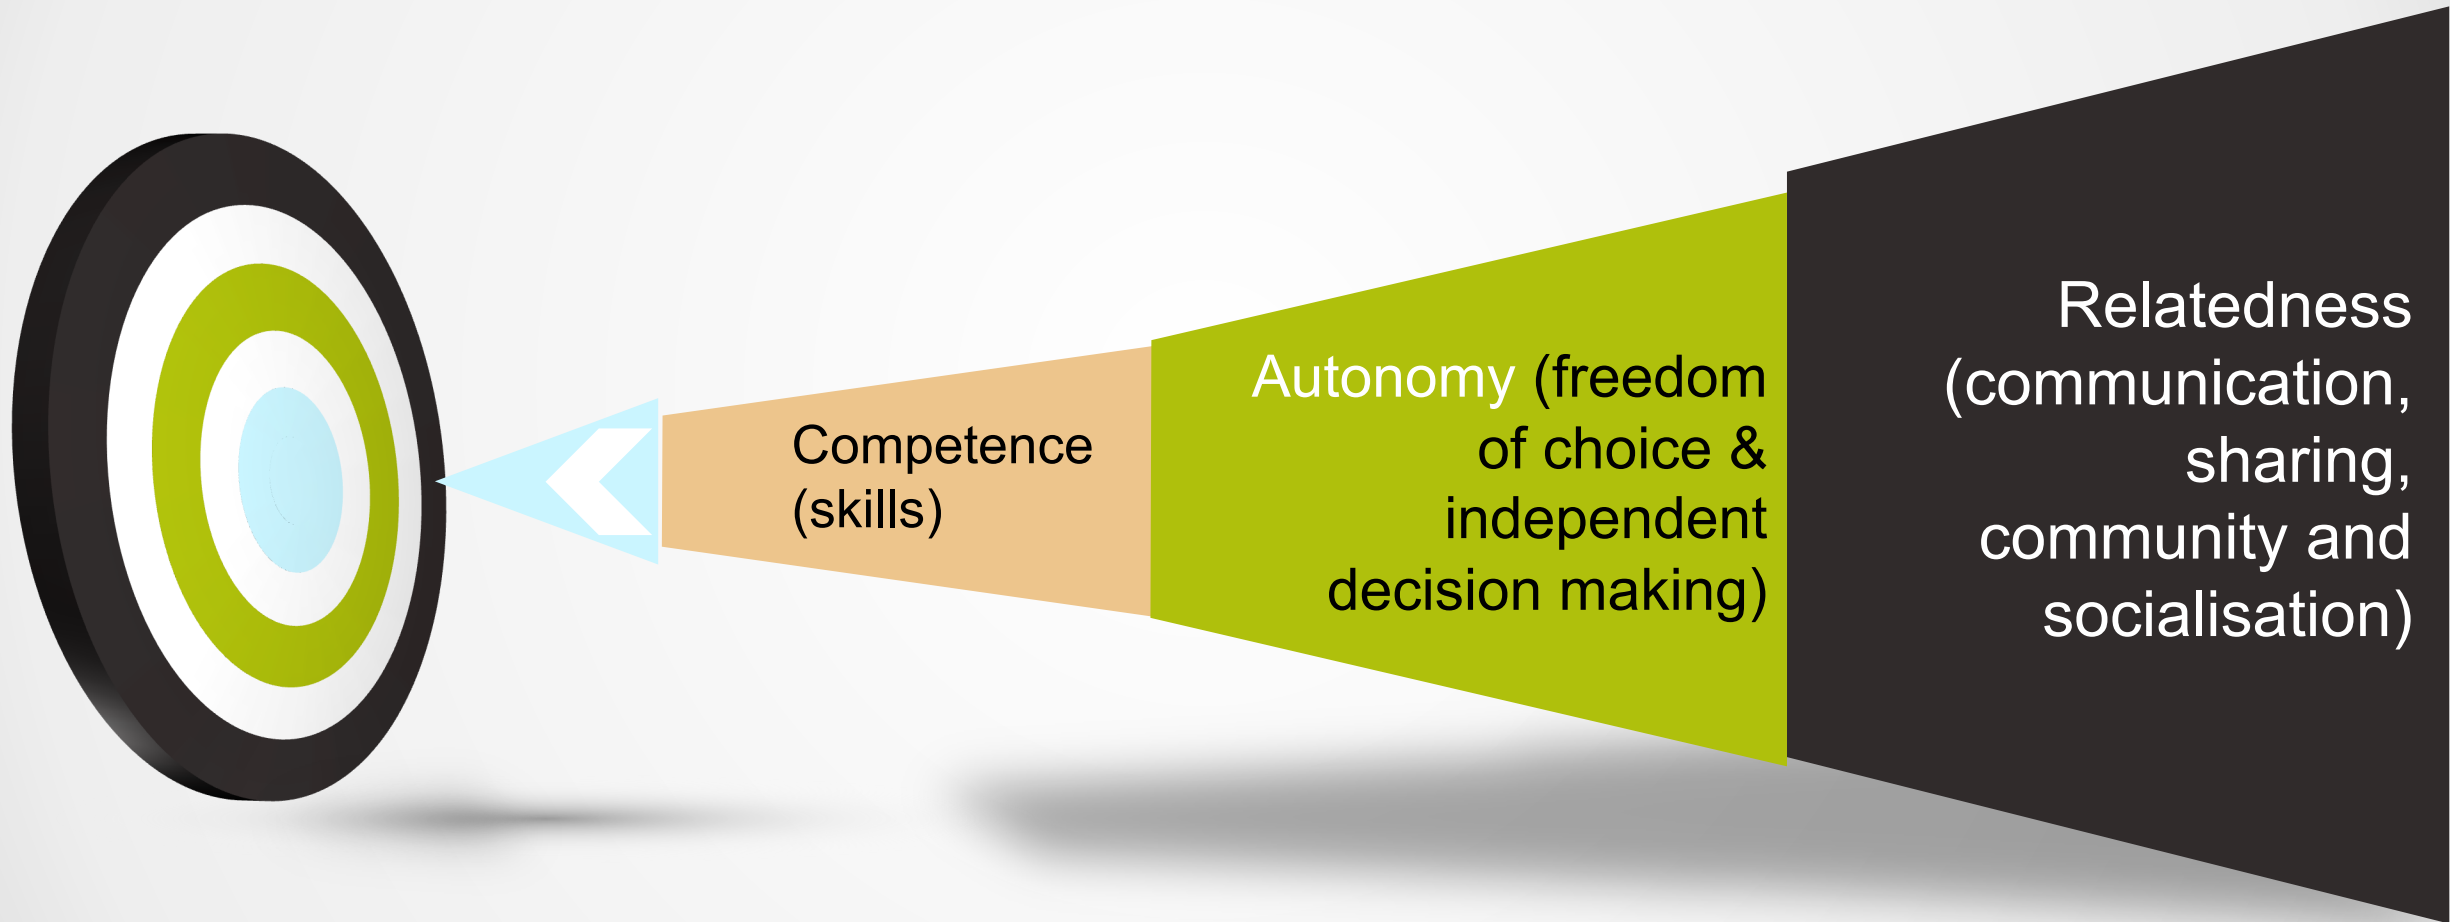 Competence
(skills)
Autonomy (freedom
of choice &
independent
decision making)
Relatedness
(communication,
sharing,
community and
socialisation)